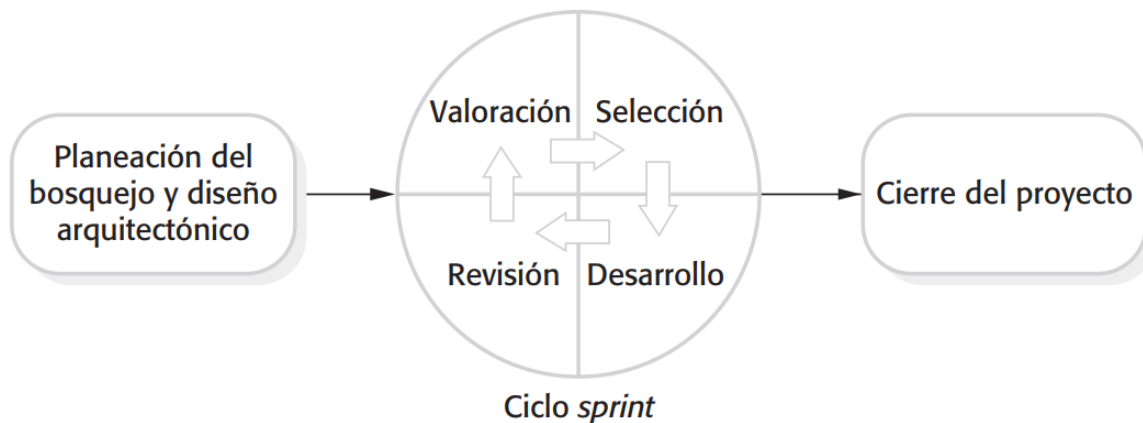 Planeación del
bosquejo y diseño
arquitectónico
Valoración
Selección
Revisión
Desarrollo
Ciclo sprint
Cierre del proyecto